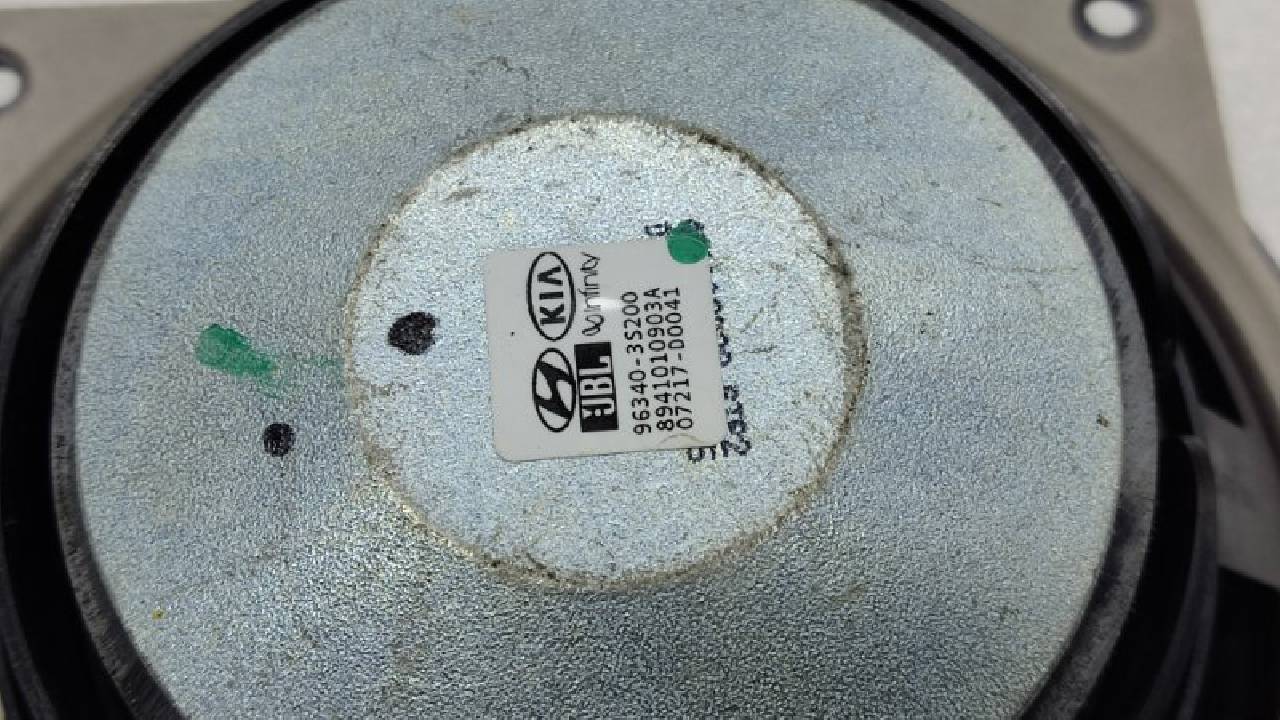 KIA
JBL infinity
96340-3S200
8941010903A
07217-D0041